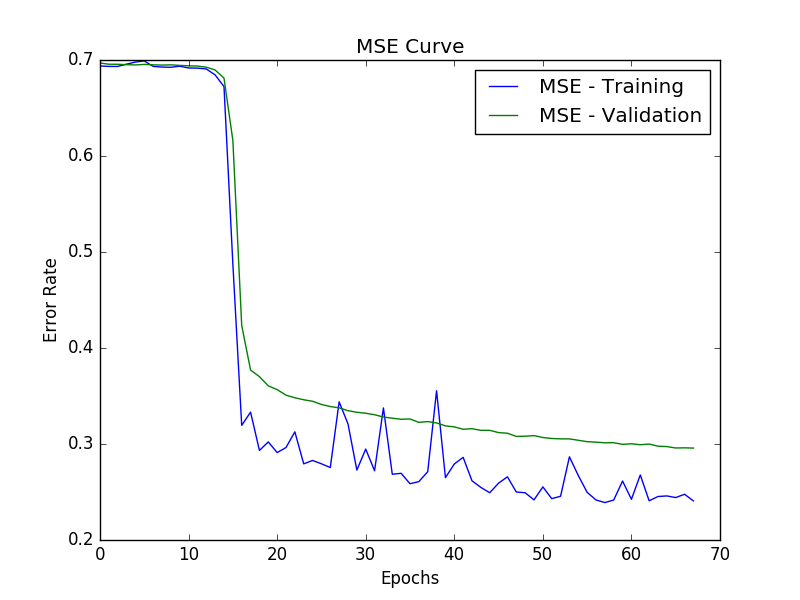 MSE Curve
MSE - Training
MSE - Validation
0.7
0.6
0.5
0.4
0.3
0.2
Error Rate
0 10 20 30 40 50 60 70
Epochs